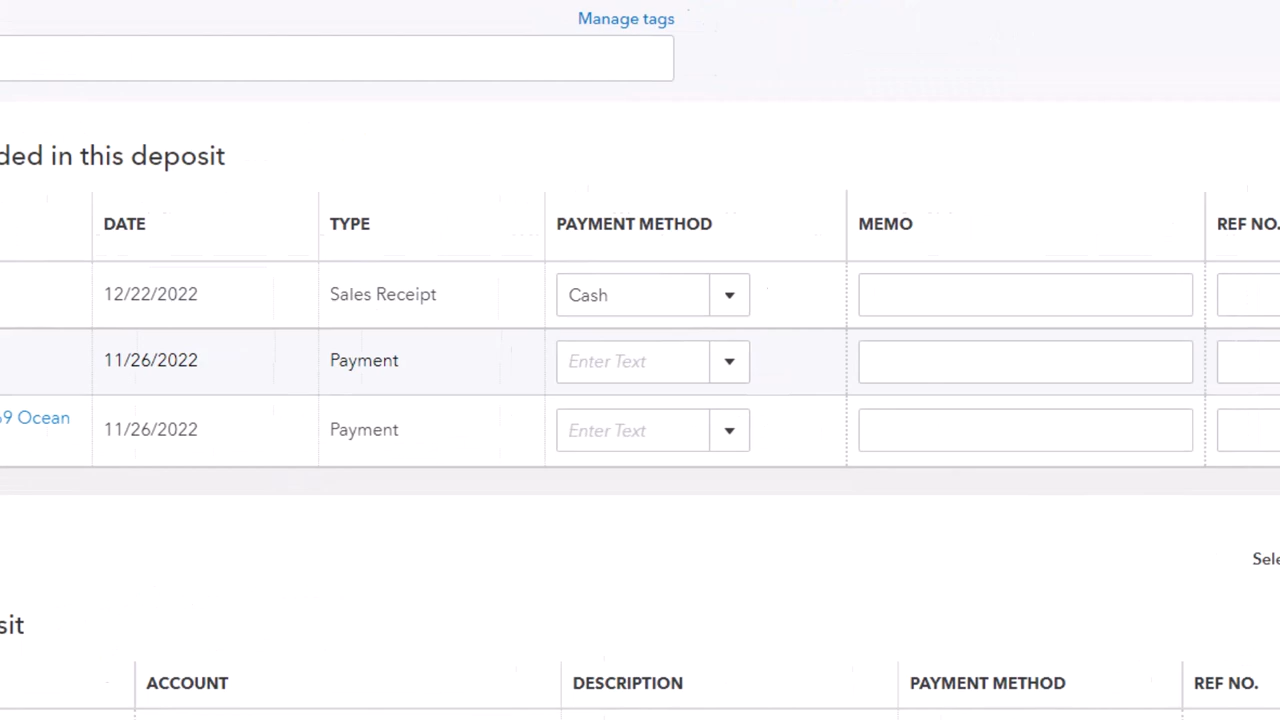 Manage tags
ded in this deposit
DATE TYPE PAYMENT METHOD MEMO REF NO.
12/22/2022 Sales Receipt Cash
11/26/2022 Payment Enter Text
9 Ocean
11/26/2022 Payment Enter Text
Sele
sit
ACCOUNT DESCRIPTION PAYMENT METHOD REF NO.